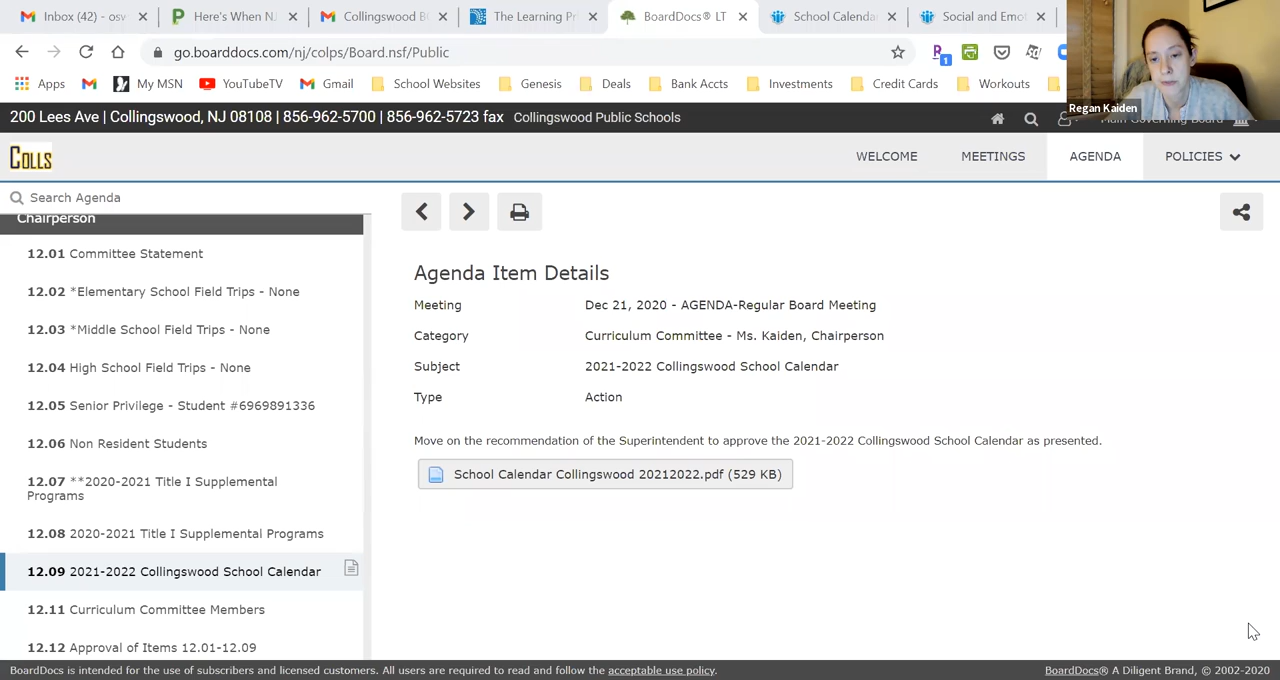 Inbox (42) - osw
Here's When NJ
Collingswood B
The Learning Pr
BoardDocs® LT
School Calenda
Social and Emot
go.boarddocs.com/nj/colps/Board.nsf/Public
1
Apps
My MSN
YouTubeTV
Gmail
School Websites
Genesis
Deals
Bank Accts
Investments
Credit Cards
Workouts
Regan Kaiden
200 Lees Ave | Collingswood, NJ 08108 | 856-962-5700 | 856-962-5723 fax Collingswood Public Schools
Main Governing Board
COLLS
WELCOME
MEETINGS
AGENDA
POLICIES
Search Agenda
Chairperson
12.01 Committee Statement
12.02 *Elementary School Field Trips - None
12.03 *Middle School Field Trips - None
12.04 High School Field Trips - None
12.05 Senior Privilege - Student #6969891336
12.06 Non Resident Students
12.07 **2020-2021 Title I Supplemental
Programs
12.08 2020-2021 Title I Supplemental Programs
12.09 2021-2022 Collingswood School Calendar
12.11 Curriculum Committee Members
12.12 Approval of Items 12.01-12.09
Agenda Item Details
Meeting Dec 21, 2020 - AGENDA-Regular Board Meeting
Category Curriculum Committee - Ms. Kaiden, Chairperson
Subject 2021-2022 Collingswood School Calendar
Type Action
Move on the recommendation of the Superintendent to approve the 2021-2022 Collingswood School Calendar as presented.
School Calendar Collingswood 20212022.pdf (529 KB)
BoardDocs is intended for the use of subscribers and licensed customers. All users are required to read and follow the acceptable use policy.
BoardDocs® A Diligent Brand, © 2002-2020